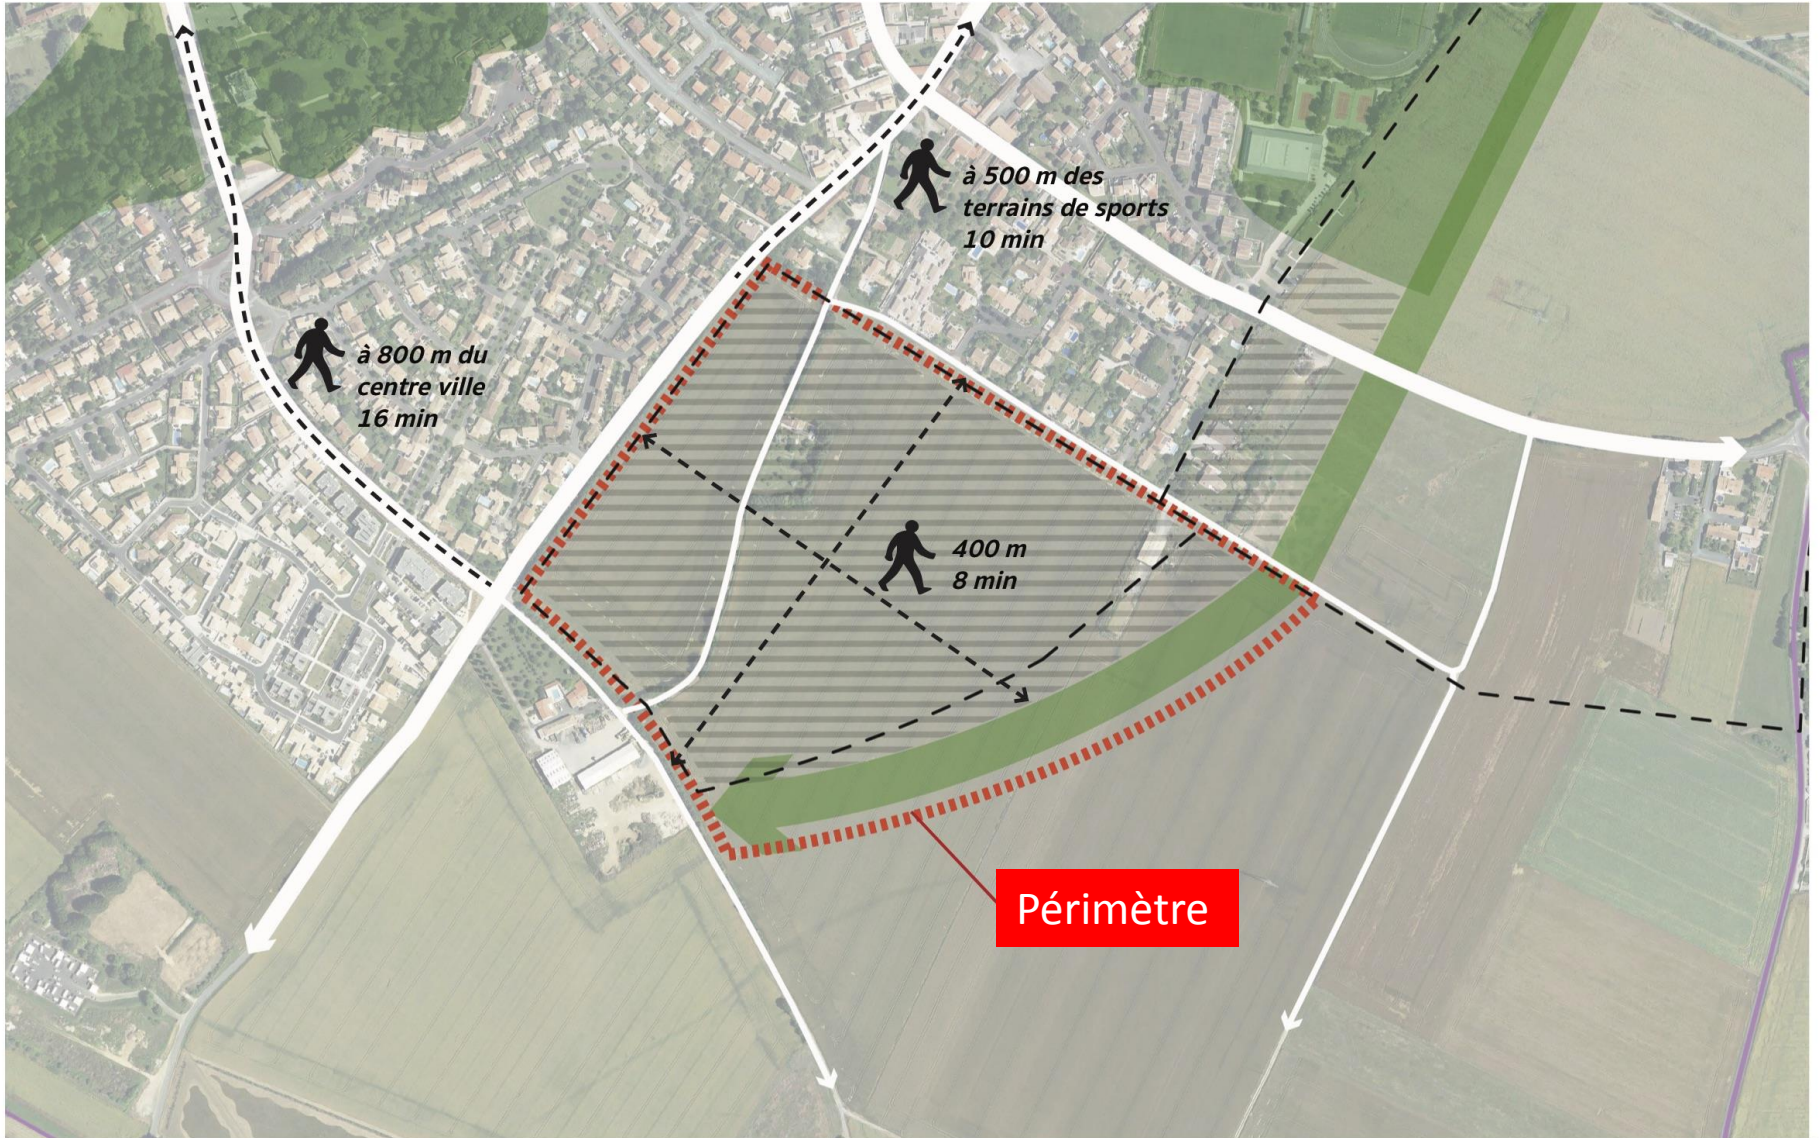 à 500 m des
terrains de sports
10 min
à 800 m du
centre ville
16 min
400 m
8 min
Périmètre